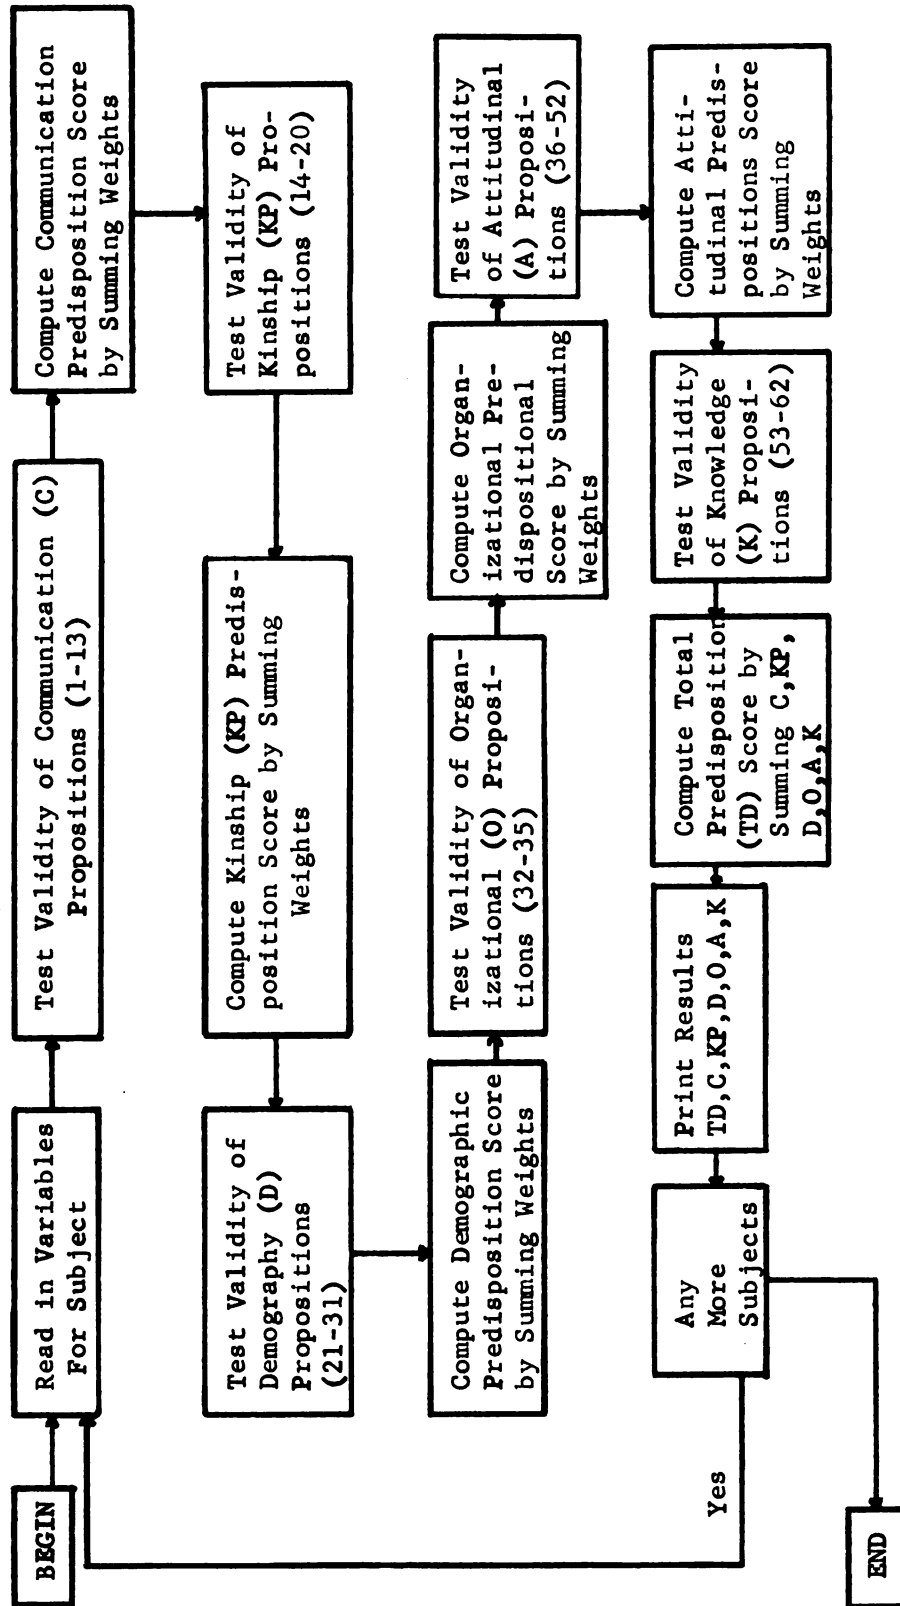 BEGIN
Read in Variables
For Subject
Test Validity of Communication (C)
Propositions (1-13)
Compute Communication
Predisposition Score
by Summing Weights
Test Validity of
Kinship (KP) Pro-
positions (14-20)
Compute Kinship (KP) Predis-
position Score by Summing
Weights
Test Validity of
Demography (D)
Propositions
(21-31)
Compute Demographic
Predisposition Score
by Summing Weights
Test Validity of Organ-
izational (O) Proposi-
tions (32-35)
Compute Organ-
izational Pre-
dispositional
Score by Summing
Weights
Test Validity
of Attitudinal
(A) Proposi-
tions (36-52)
Compute Atti-
tudinal Predis-
positions Score
by Summing
Weights
Test Validity
of Knowledge
(K) Proposi-
tions (53-62)
Compute Total
Predisposition
(TD) Score by
Summing C,KP,
D,O,A,K
Print Results
TD,C,KP,D,O,A,K
Any
More
Subjects
Yes
END